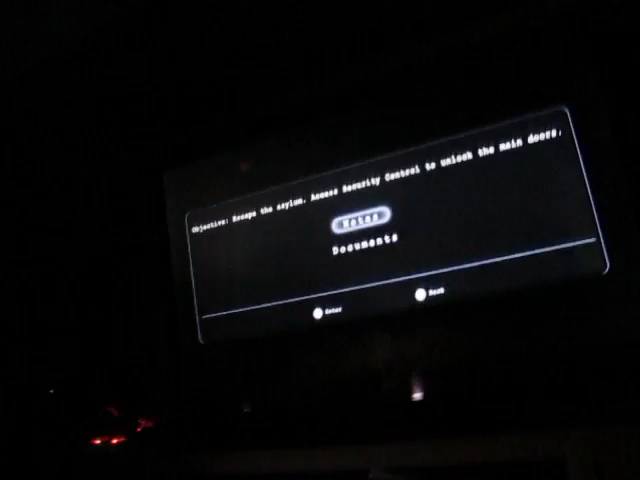 Objective: Escape the asylum. Access Security Control to unlock the main doors.
Notes
Documents
Enter
Back